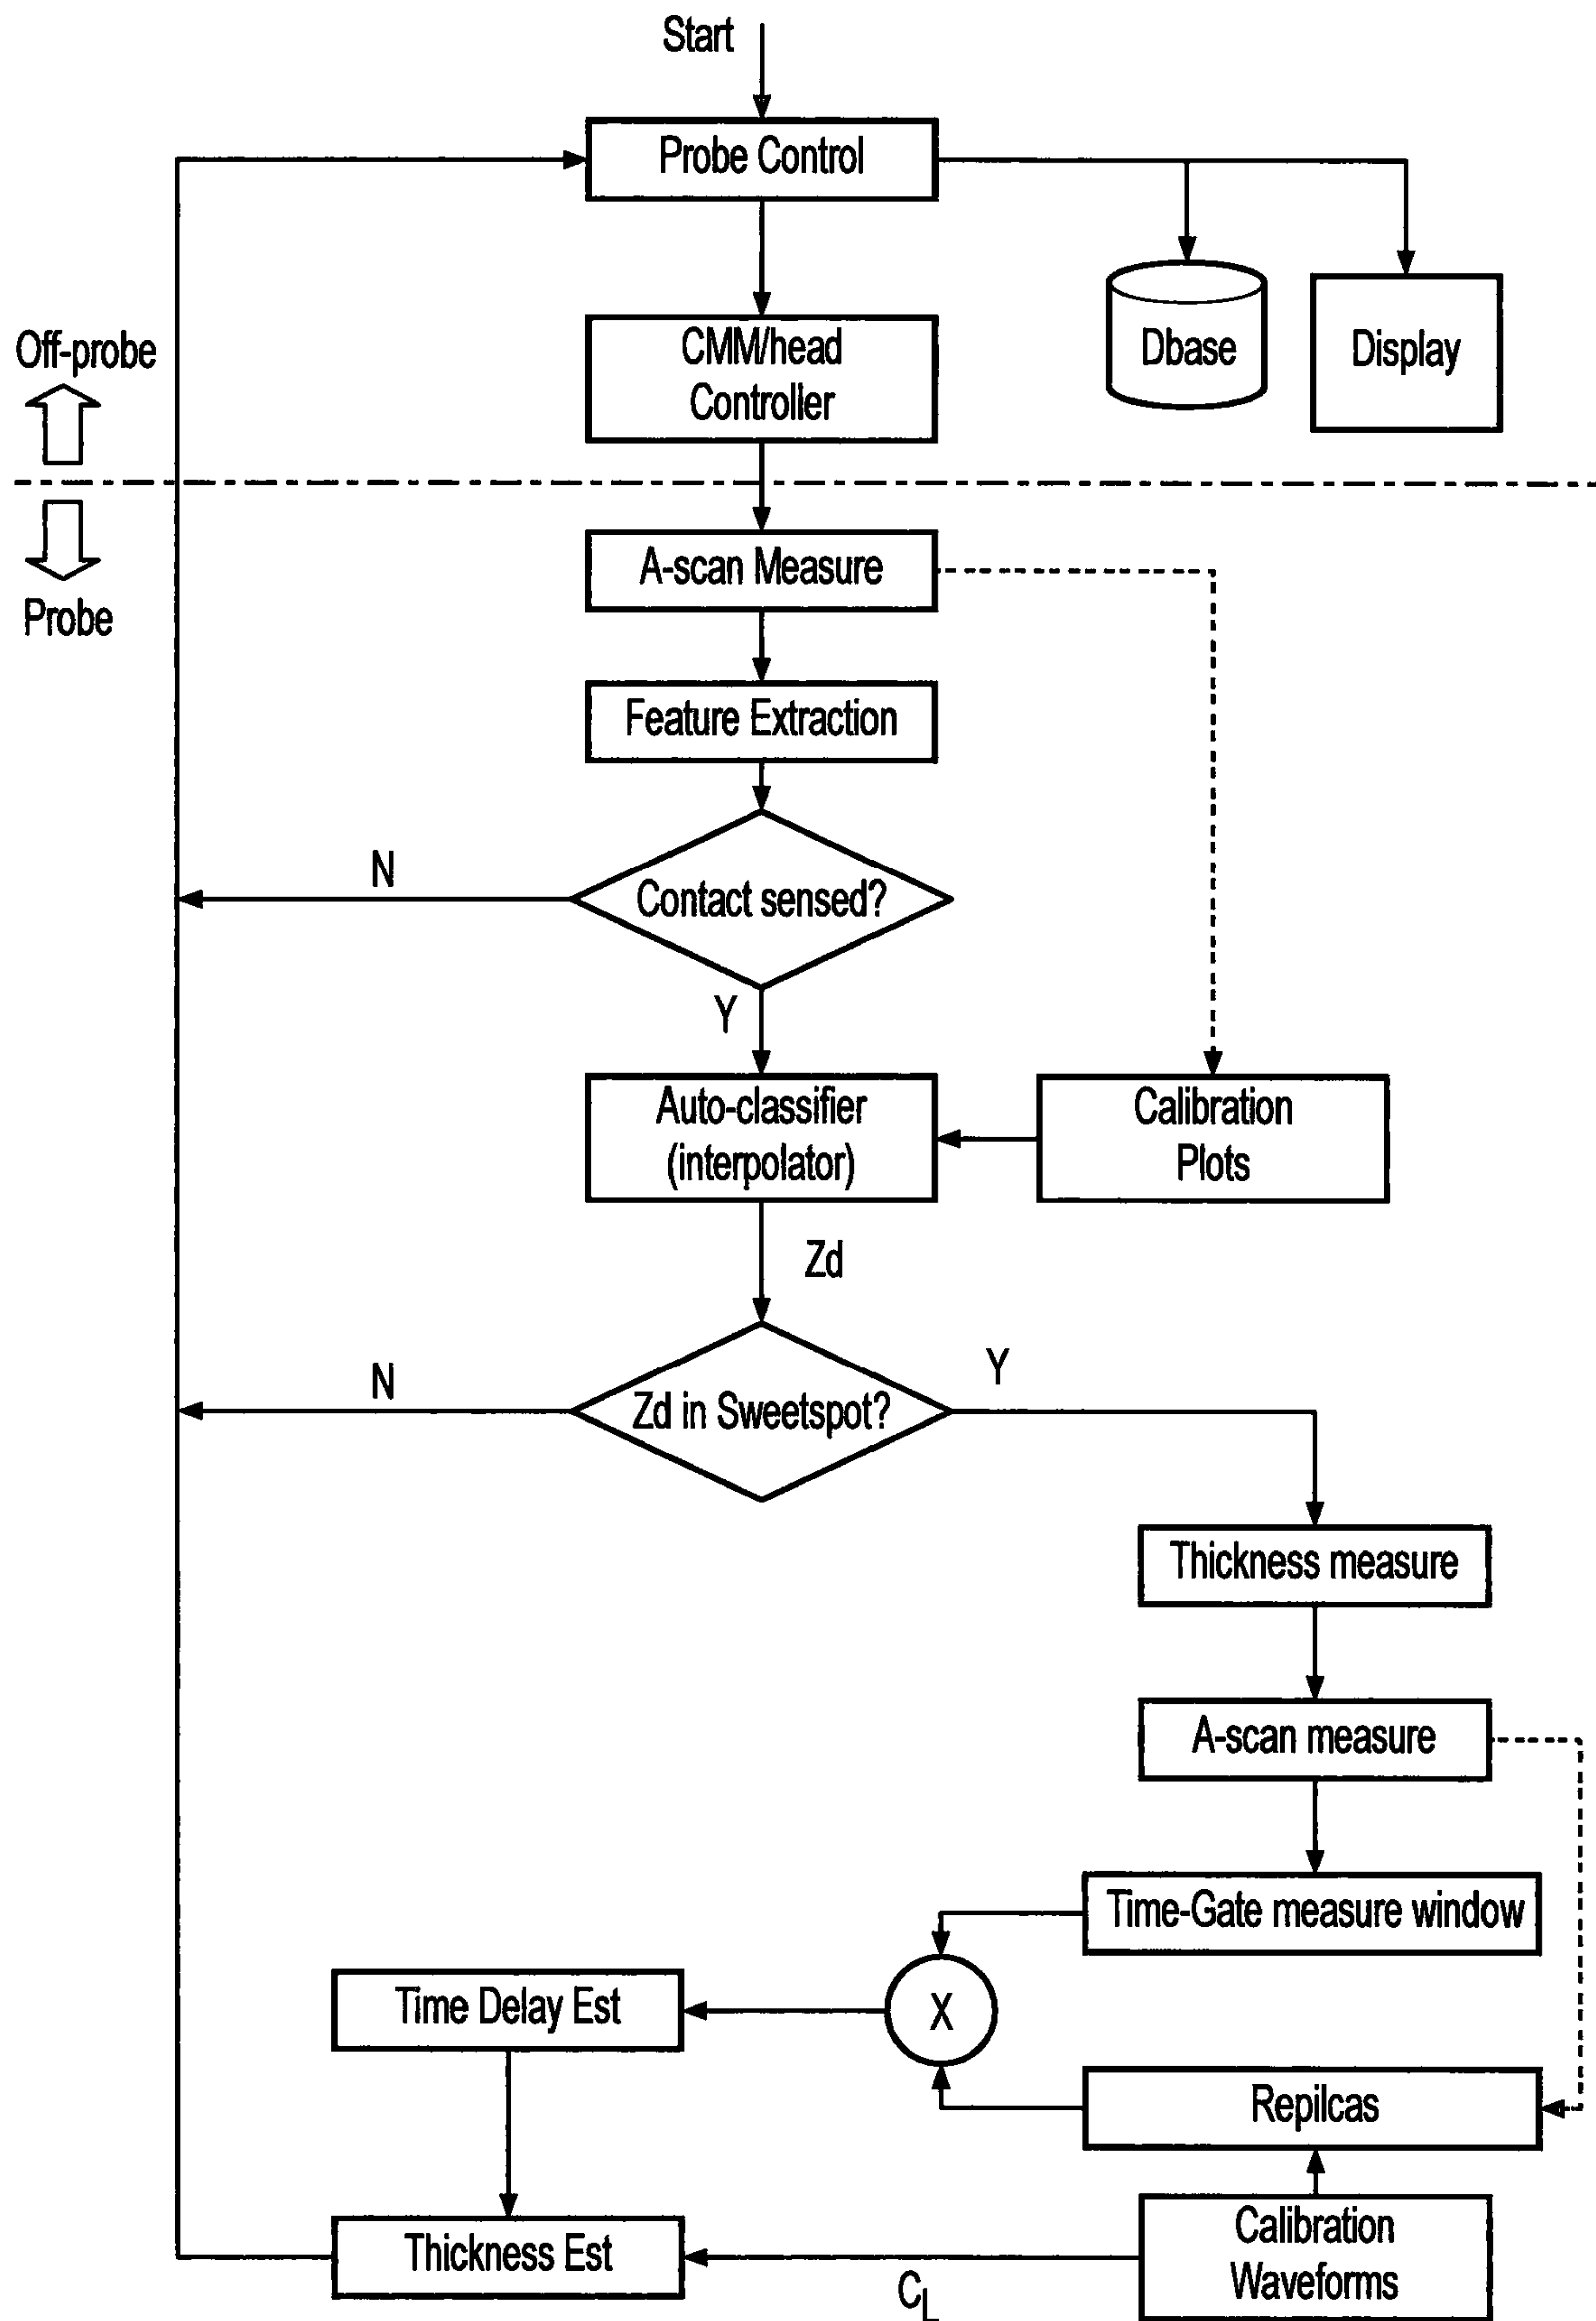 Start
Probe Control
CMM/head
Controller
Dbase
Display
Off-probe
Probe
A-scan Measure
Feature Extraction
Contact sensed?
N
Y
Auto-classifier
(interpolator)
Calibration
Plots
Zd
Zd in Sweetspot?
N
Y
Thickness measure
A-scan measure
Time-Gate measure window
X
Time Delay Est
Repilcas
Thickness Est
CL
Calibration
Waveforms